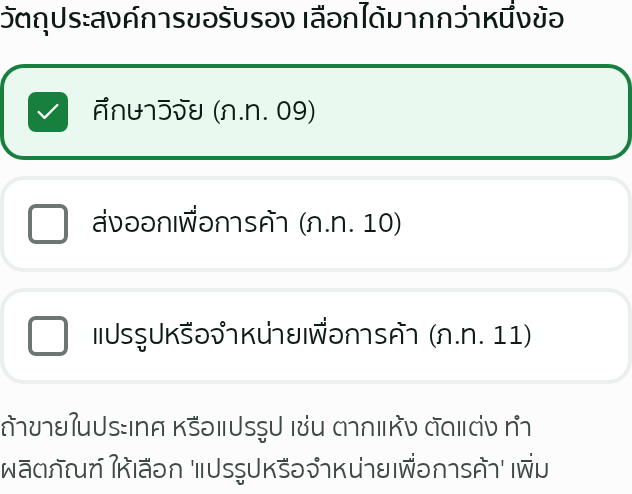 วัตถุประสงค์การขอรับรอง เลือกได้มากกว่าหนึ่งข้อ
ศึกษาวิจัย (ภ.ท. 09)
ส่งออกเพื่อการค้า (ภ.ท. 10)
แปรรูปหรือจำหน่ายเพื่อการค้า (ภ.ท. 11)
ถ้าขายในประเทศ หรือแปรรูป เช่น ตากแห้ง ตัดแต่ง ทำ
ผลิตภัณฑ์ ให้เลือก 'แปรรูปหรือจำหน่ายเพื่อการค้า' เพิ่ม